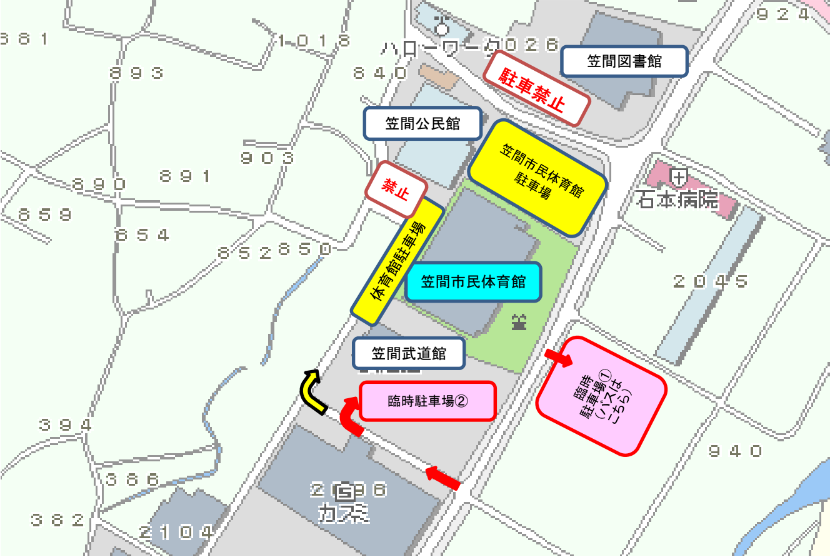 924
881
1018
ハローワーク
026
笠間図書館
893
840
駐車禁止
笠間公民館
903
笠間市民体育館
駐車場
890
891
禁止
石本病院
859
854
体育館駐車場
852
850
笠間市民体育館
2045
笠間武道館
臨時
駐車場①
(バスは
こちら)
臨時駐車場②
394
940
386
カスミ
382
2104